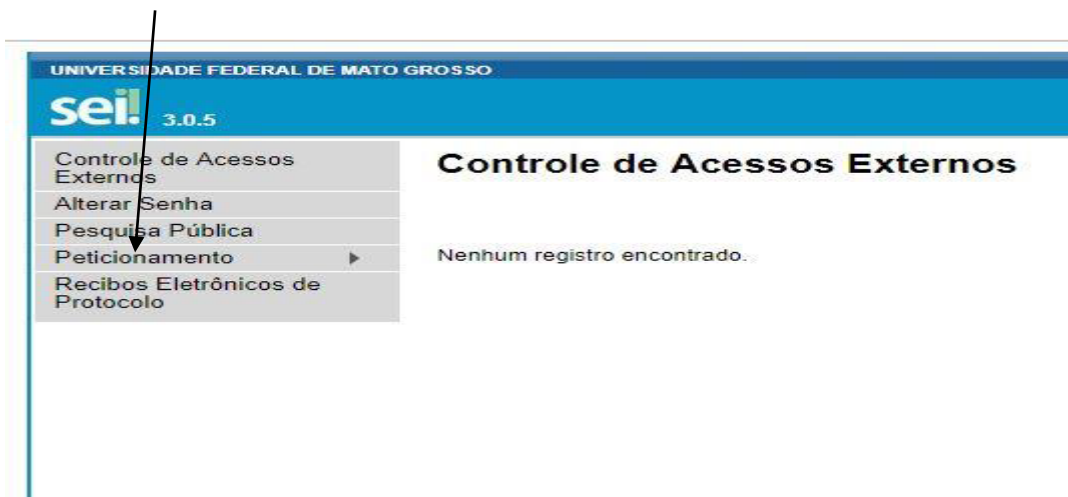 UNIVERSIDADE FEDERAL DE MATO GROSSO
sei! 3.0.5
Controle de Acessos
Externos
Alterar Senha
Pesquisa Pública
Peticionamento
Recibos Eletrônicos de
Protocolo
Controle de Acessos Externos
Nenhum registro encontrado.